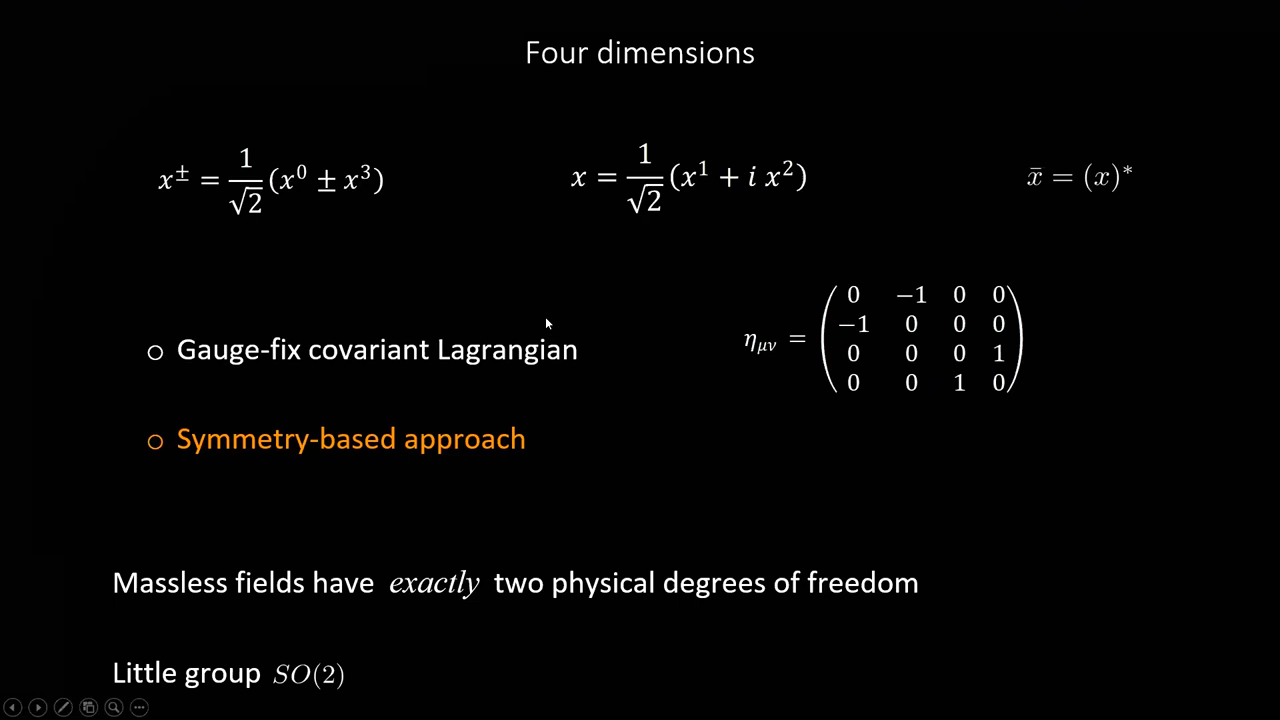 Four dimensions
x^± = 1/√2 (x^0 ± x^3)
x = 1/√2 (x^1 + i x^2)
x̄ = (x)*
○ Gauge-fix covariant Lagrangian
η_μν = ( 0 −1 0 0
−1 0 0 0
0 0 0 1
0 0 1 0 )
○ Symmetry-based approach
Massless fields have exactly two physical degrees of freedom
Little group SO(2)